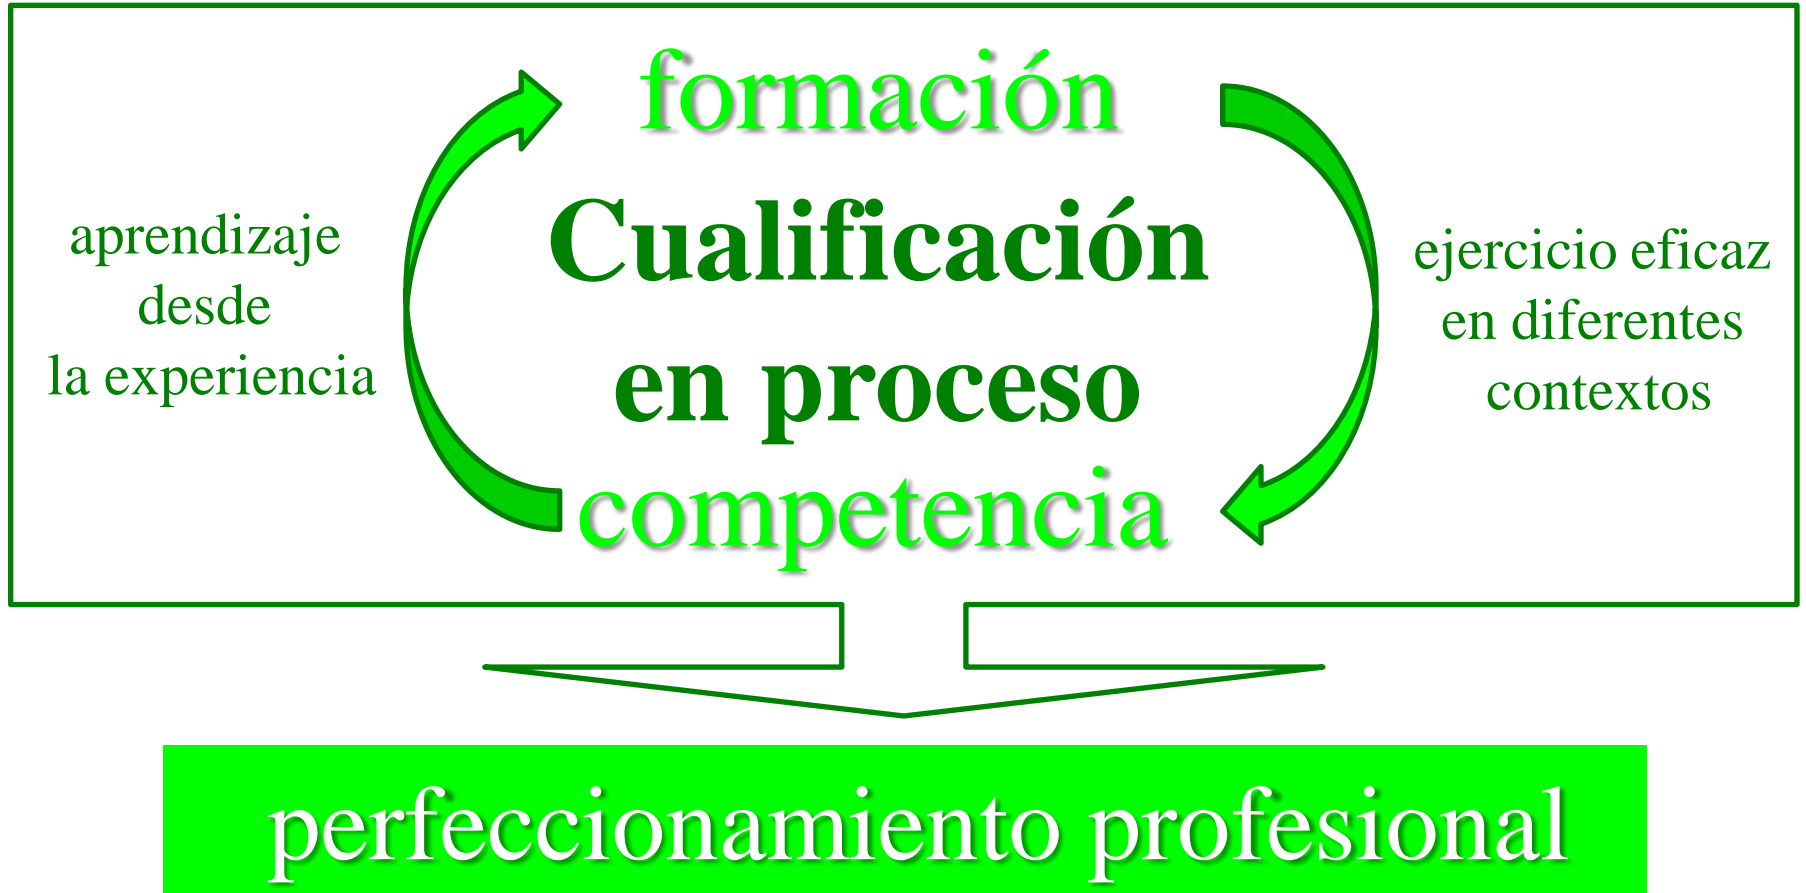 formación
Cualificación
en proceso
competencia
aprendizaje
desde
la experiencia
ejercicio eficaz
en diferentes
contextos
perfeccionamiento profesional